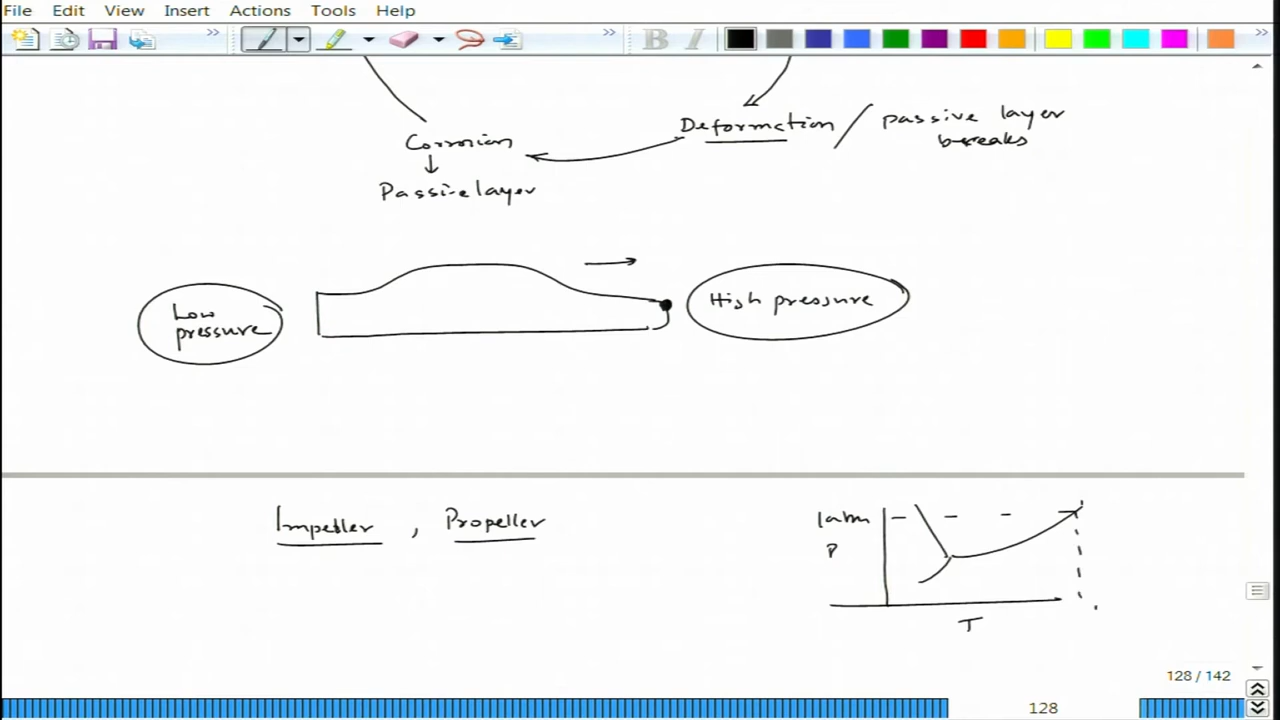 File Edit View Insert Actions Tools Help
B I
Deformation / passive layer
breaks
Corrosion
Passive layer
Low
pressure
High pressure
Impeller , Propeller
1atm
P
T
128 / 142
128